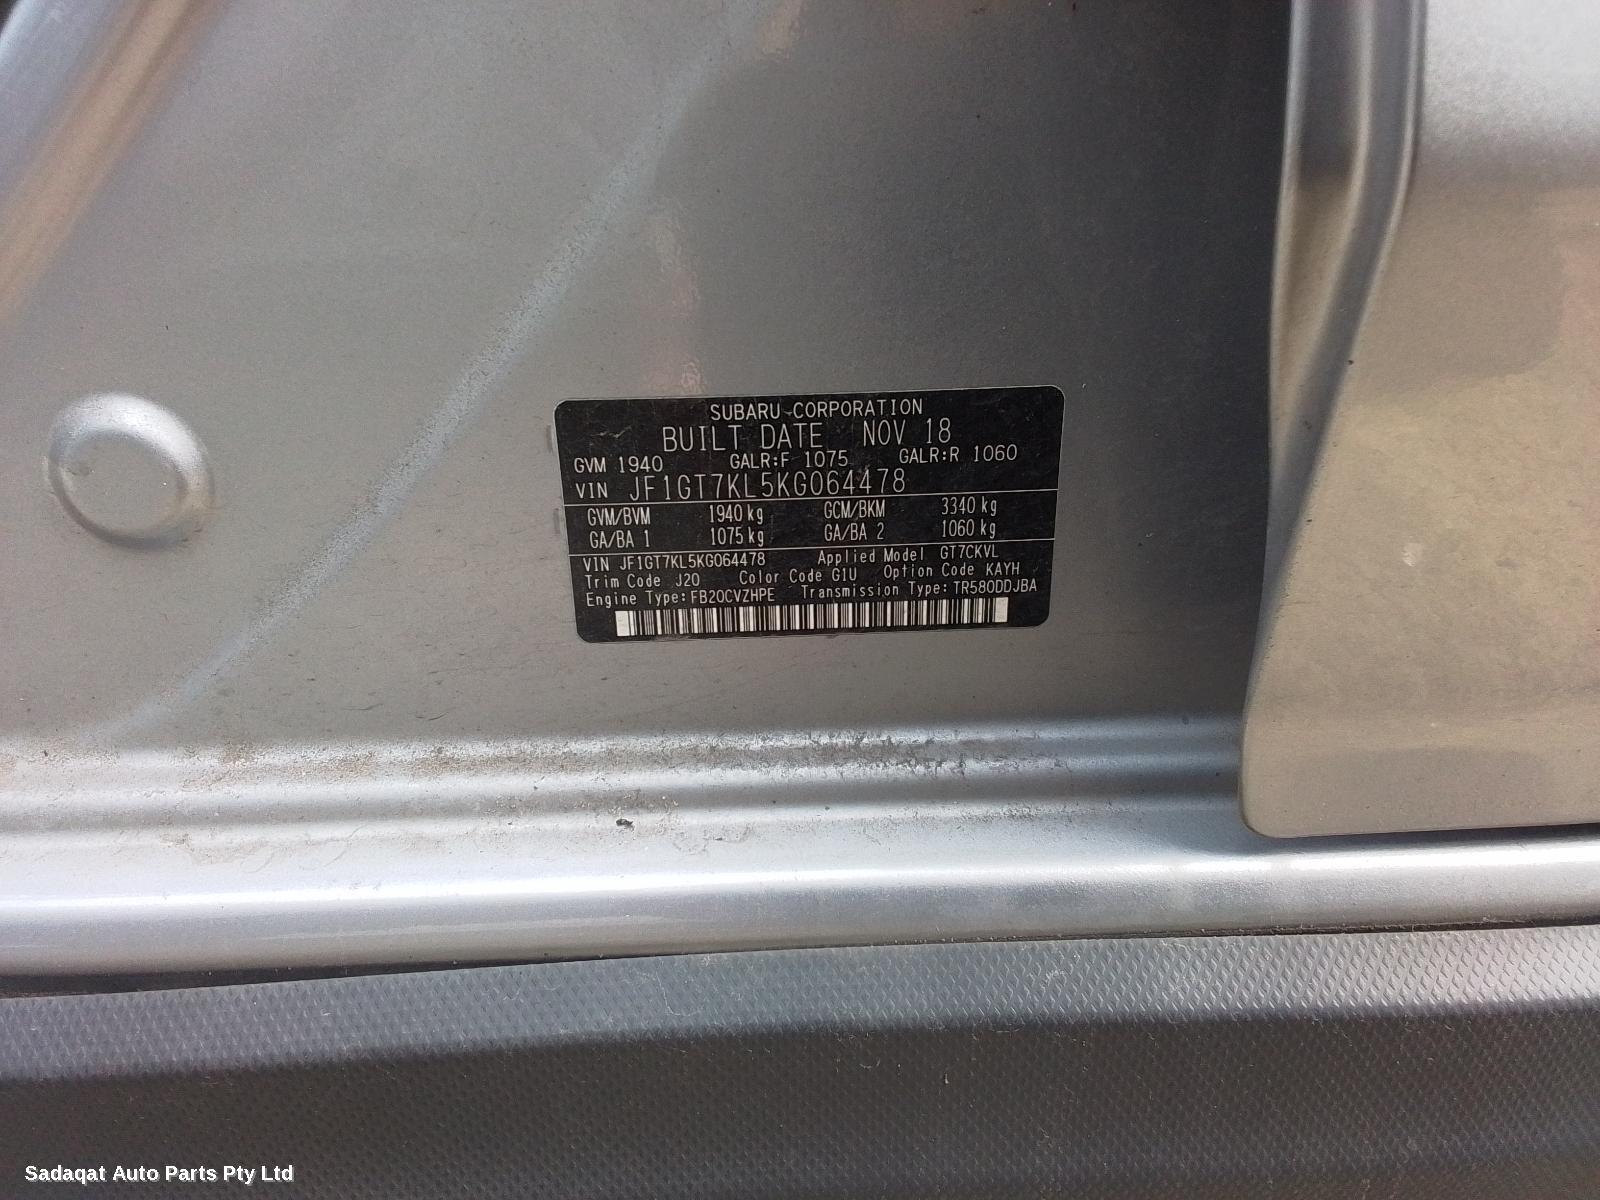 SUBARU CORPORATION
BUILT DATE NOV 18
GVM 1940 GALR:F 1075 GALR:R 1060
VIN JF1GT7KL5KG064478
GVM/BVM 1940 kg GCM/BKM 3340 kg
GA/BA 1 1075 kg GA/BA 2 1060 kg
VIN JF1GT7KL5KG064478 Applied Model GT7CKVL
Trim Code J20 Color Code G1U Option Code KAYH
Engine Type:FB20CVZHPE Transmission Type:TR580DDJBA
Sadaqat Auto Parts Pty Ltd